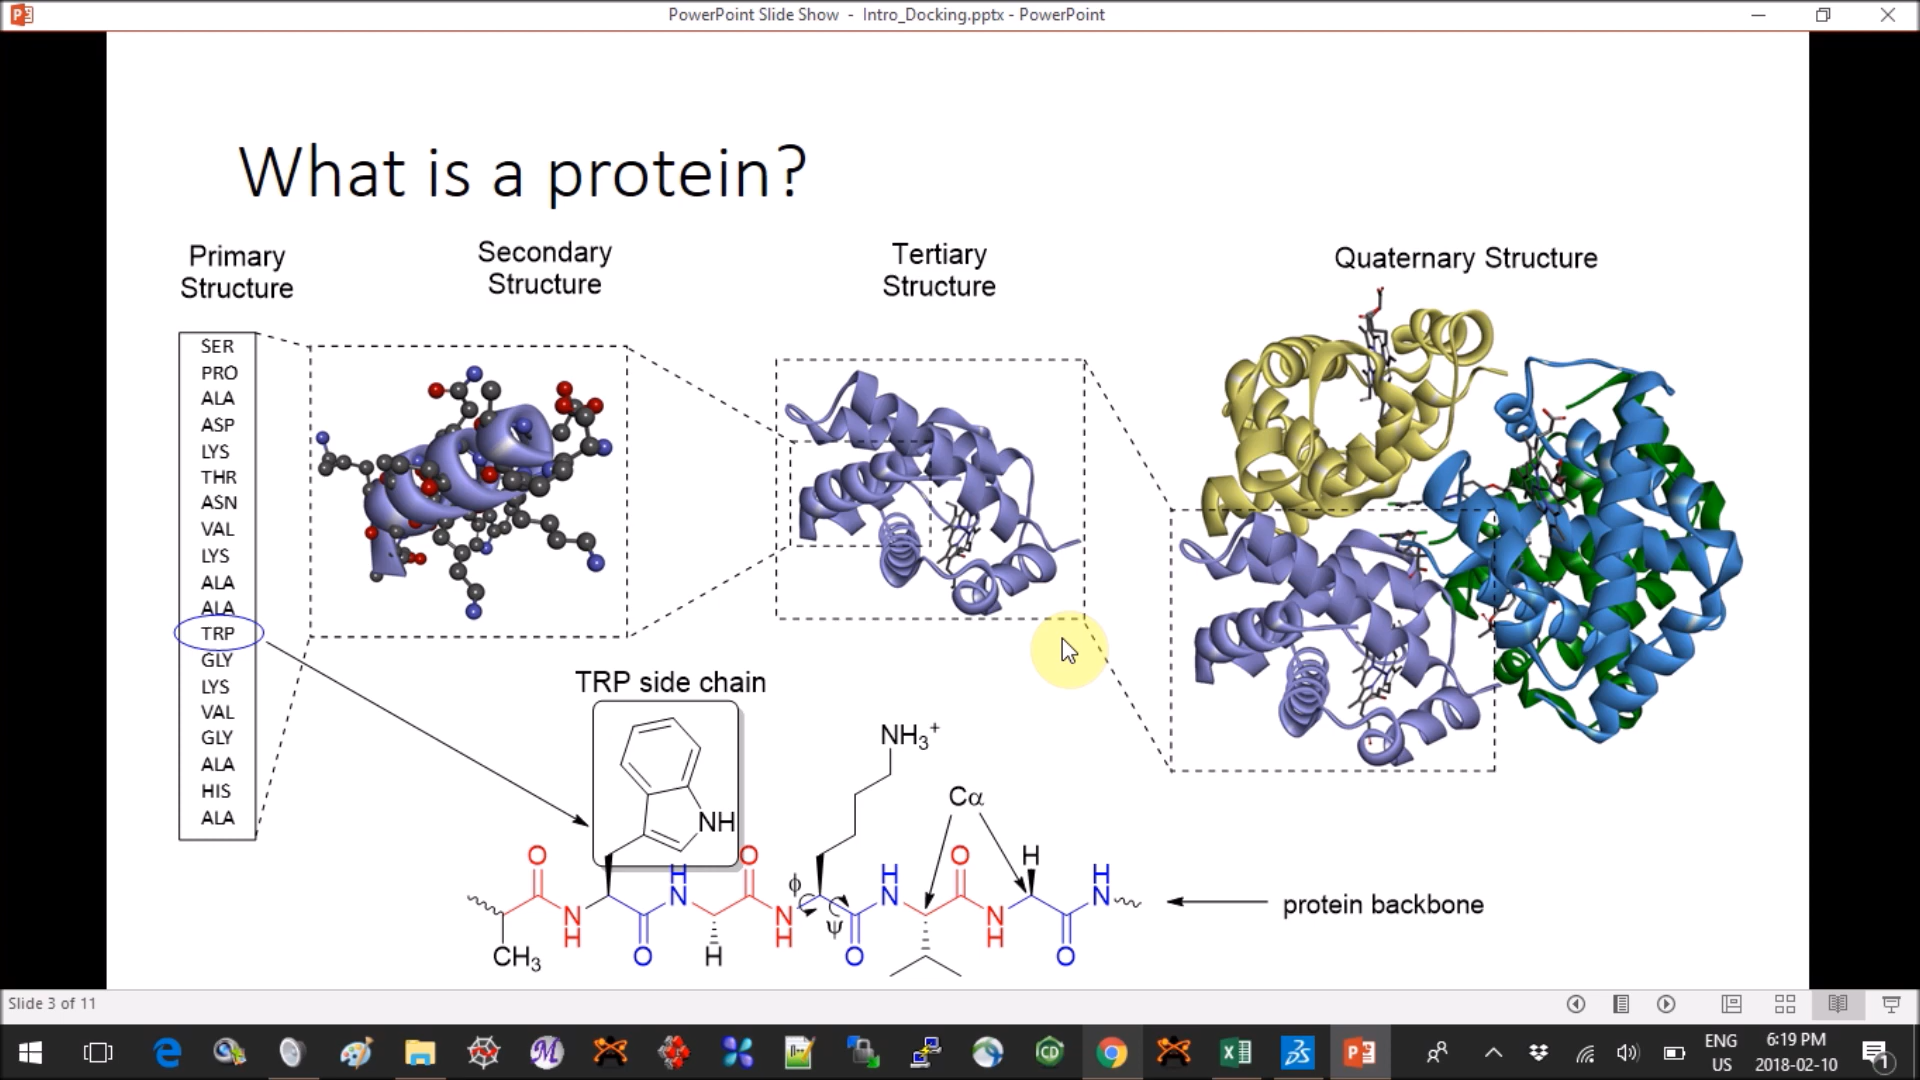 PowerPoint Slide Show - Intro_Docking.pptx - PowerPoint
What is a protein?
Primary
Structure
Secondary
Structure
Tertiary
Structure
Quaternary Structure
SER
PRO
ALA
ASP
LYS
THR
ASN
VAL
LYS
ALA
ALA
TRP
GLY
LYS
VAL
GLY
ALA
HIS
ALA
TRP side chain
NH
NH3+
Cα
O
H
N
O
H
N
H
ϕ
ψ
H
N
O
H
H
N
N
H
N
H
N
H
CH3
O
H
O
O
protein backbone
Slide 3 of 11
ENG
US
6:19 PM
2018-02-10
1